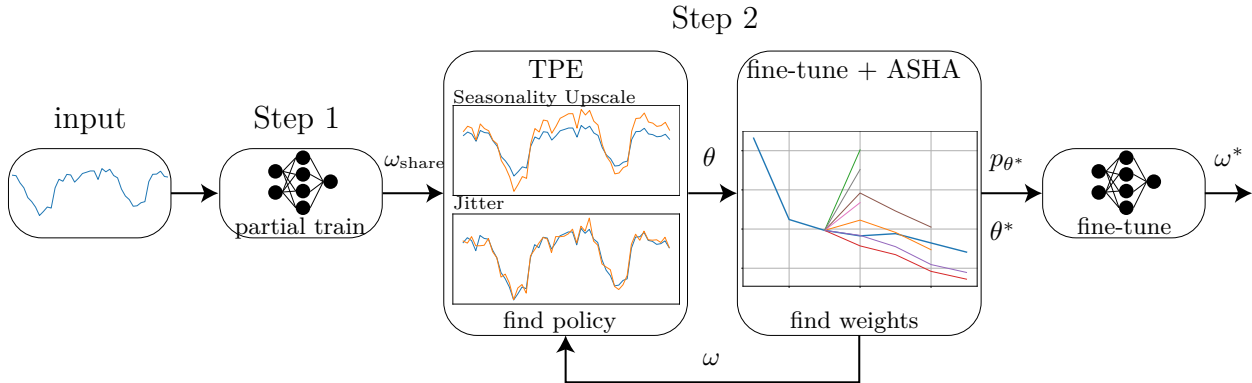 Step 2
input
Step 1
partial train
ω_share
TPE
Seasonality Upscale
Jitter
find policy
θ
fine-tune + ASHA
find weights
ω
p_θ*
θ*
fine-tune
ω*